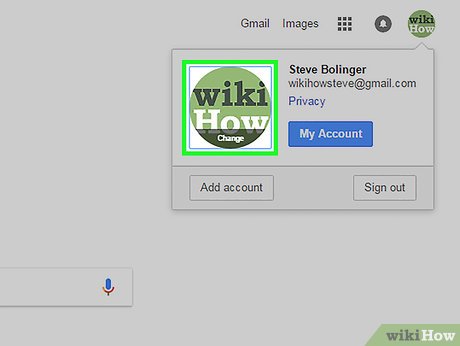 Gmail Images wiki How
Steve Bolinger
wikihowsteve@gmail.com
Privacy
wiki
How
Change
My Account
Add account Sign out
wikiHow